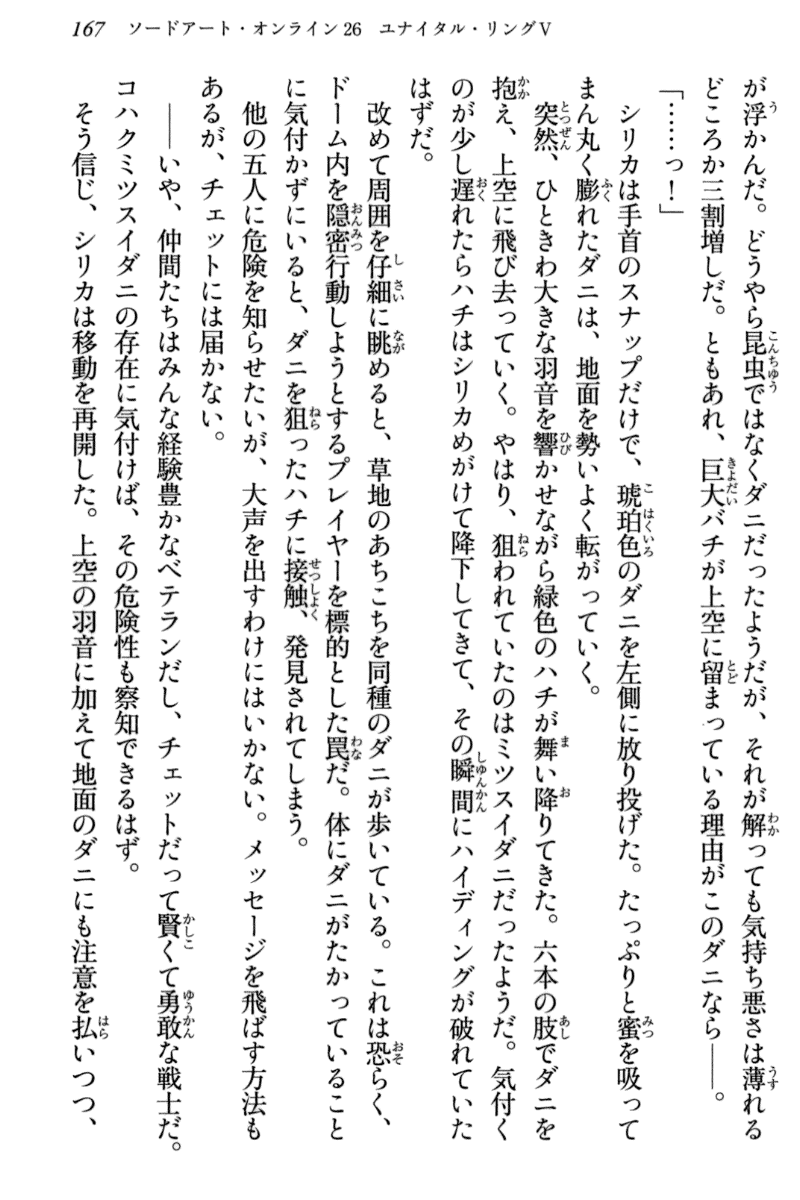 167 ソードアート・オンライン26 ユナイタル・リングⅤ
が浮かんだ。どうやら昆虫ではなくダニだったようだが、それが解っても気持ち悪さは薄れる
どころか三割増しだ。ともあれ、巨大バチが上空に留まっている理由がこのダニなら――。
「……っ！」
シリカは手首のスナップだけで、琥珀色のダニを左側に放り投げた。たっぷりと蜜を吸って
まん丸く膨れたダニは、地面を勢いよく転がっていく。
突然、ひときわ大きな羽音を響かせながら緑色のハチが舞い降りてきた。六本の肢でダニを
抱え、上空に飛び去っていく。やはり、狙われていたのはミツスイダニだったようだ。気付く
のが少し遅れたらハチはシリカめがけて降下してきて、その瞬間にハイディングが破れていた
はずだ。
改めて周囲を仔細に眺めると、草地のあちこちを同種のダニが歩いている。これは恐らく、
ドーム内を隠密行動しようとするプレイヤーを標的とした罠だ。体にダニがたかっていること
に気付かずにいると、ダニを狙ったハチに接触、発見されてしまう。
他の五人に危険を知らせたいが、大声を出すわけにはいかない。メッセージを飛ばす方法も
あるが、チェットには届かない。
――いや、仲間たちはみんな経験豊かなベテランだし、チェットだって賢くて勇敢な戦士だ。
コハクミツスイダニの存在に気付けば、その危険性も察知できるはず。
そう信じ、シリカは移動を再開した。上空の羽音に加えて地面のダニにも注意を払いつつ、